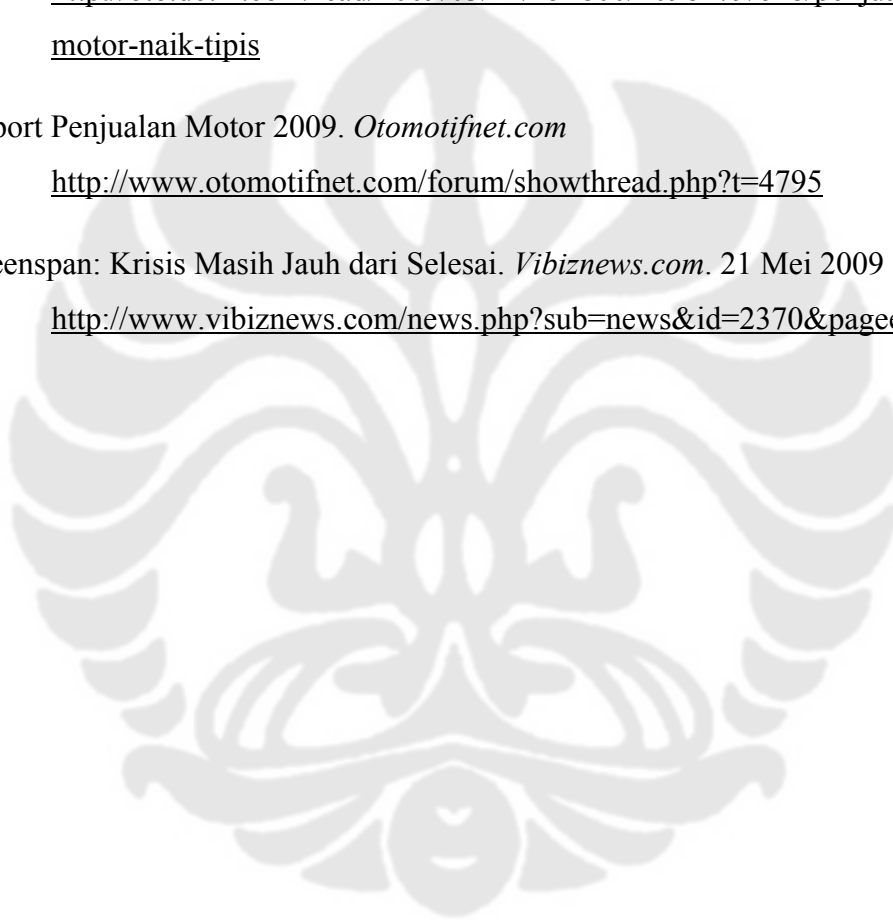 motor-naik-tipis
port Penjualan Motor 2009. Otomotifnet.com
http://www.otomotifnet.com/forum/showthread.php?t=4795
eenspan: Krisis Masih Jauh dari Selesai. Vibiznews.com. 21 Mei 2009
http://www.vibiznews.com/news.php?sub=news&id=2370&page